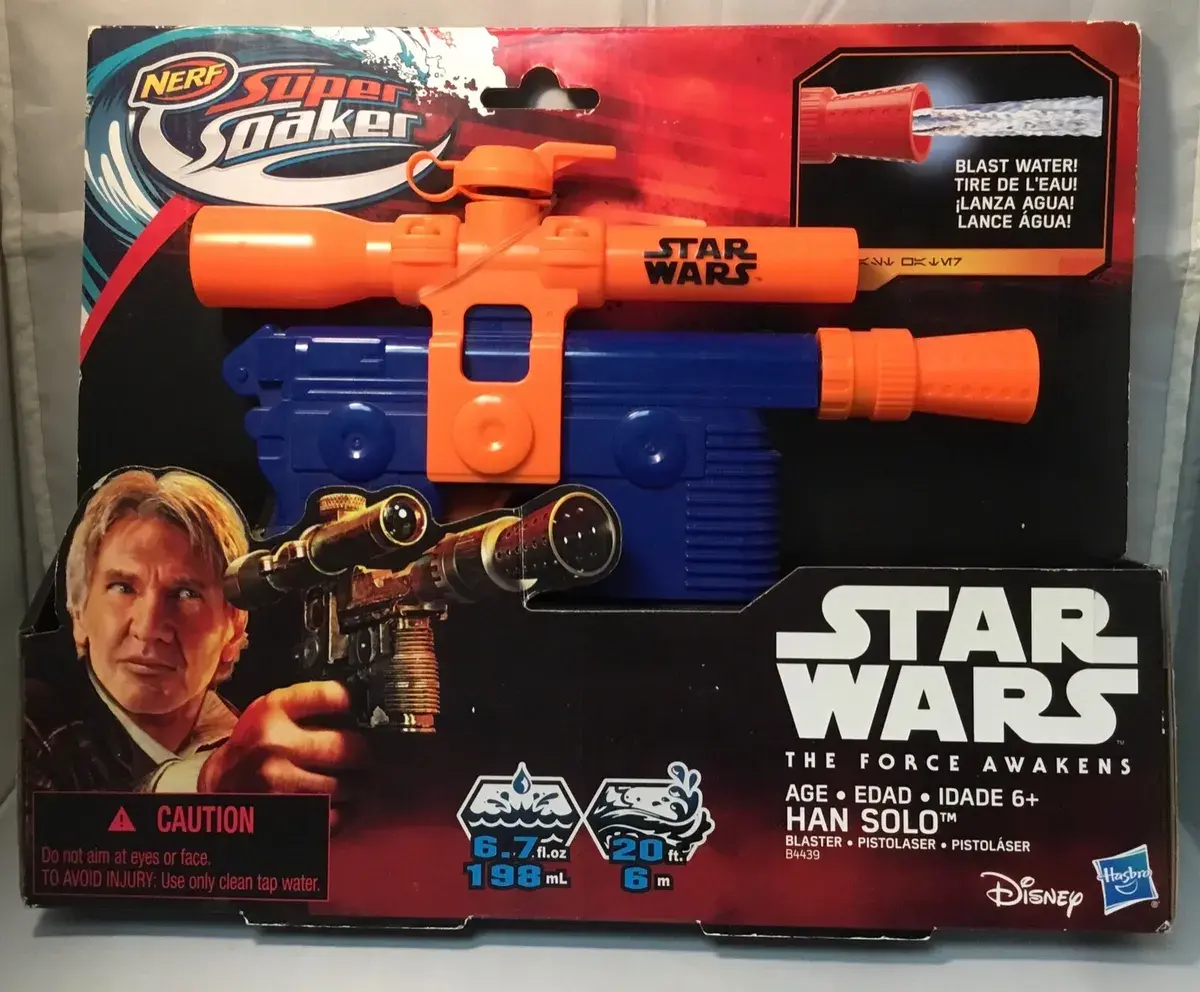 NERF
SUPER
SOAKER
BLAST WATER!
TIRE DE L'EAU!
¡LANZA AGUA!
LANCE ÁGUA!
STAR
WARS
STAR
WARS™
THE FORCE AWAKENS
AGE • EDAD • IDADE 6+
HAN SOLO™
BLASTER • PISTOLASER • PISTOLÁSER
B4439
CAUTION
Do not aim at eyes or face.
TO AVOID INJURY: Use only clean tap water.
6.7 fl.oz
198 mL
20 ft.
6 m
Disney
Hasbro®